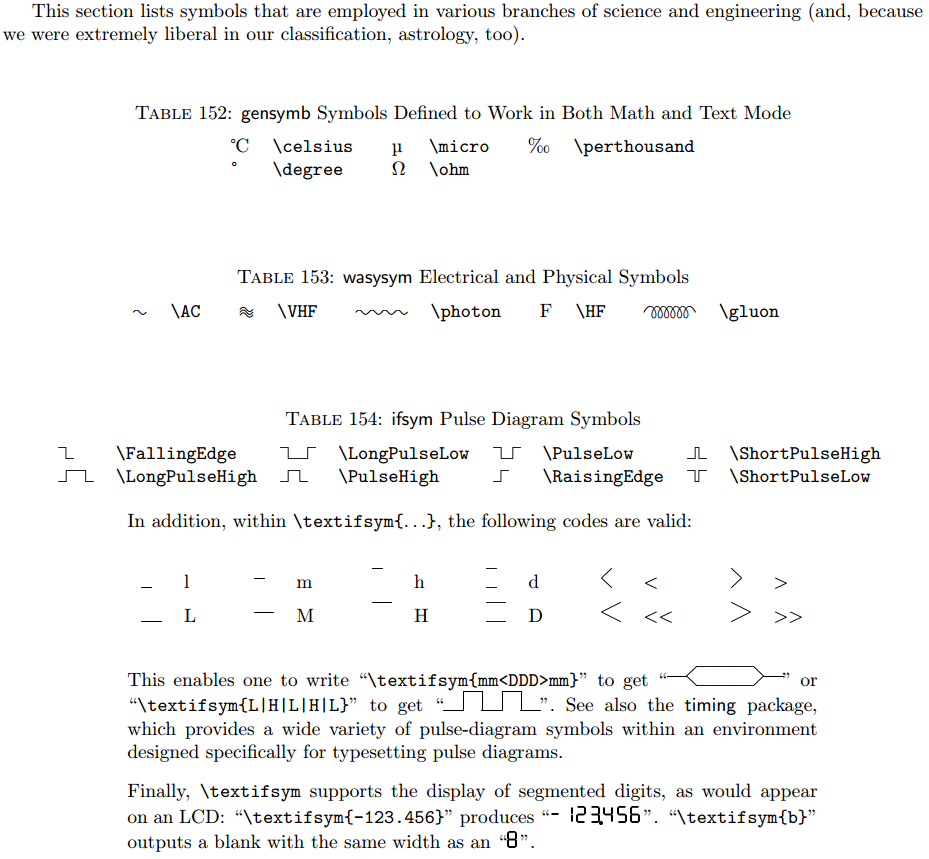 This section lists symbols that are employed in various branches of science and engineering (and, because
we were extremely liberal in our classification, astrology, too).
TABLE 152: gensymb Symbols Defined to Work in Both Math and Text Mode
℃ \celsius µ \micro ‰ \perthousand
° \degree Ω \ohm
TABLE 153: wasysym Electrical and Physical Symbols
∼ \AC ≋ \VHF \photon F \HF \gluon
TABLE 154: ifsym Pulse Diagram Symbols
\FallingEdge \LongPulseLow \PulseLow \ShortPulseHigh
\LongPulseHigh \PulseHigh \RaisingEdge \ShortPulseLow
In addition, within \textifsym{...}, the following codes are valid:
l m h d < >
L M H D << >>
This enables one to write “\textifsym{mm<DDD>mm}” to get “ ” or
“\textifsym{L|H|L|H|L}” to get “ ”. See also the timing package,
which provides a wide variety of pulse-diagram symbols within an environment
designed specifically for typesetting pulse diagrams.
Finally, \textifsym supports the display of segmented digits, as would appear
on an LCD: “\textifsym{-123.456}” produces “- 123.456”. “\textifsym{b}”
outputs a blank with the same width as an “8”.